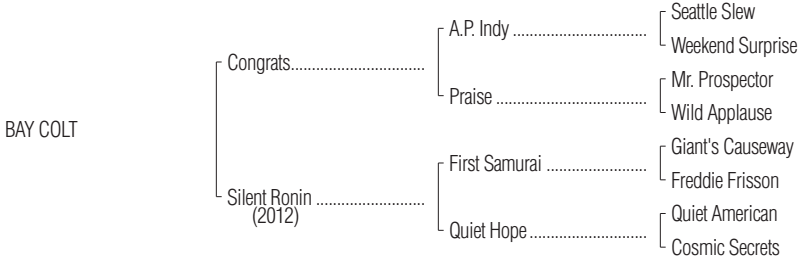 Seattle Slew
A.P. Indy
Weekend Surprise
Congrats
Mr. Prospector
Praise
Wild Applause
BAY COLT
Giant's Causeway
First Samurai
Freddie Frisson
Silent Ronin
(2012)
Quiet American
Quiet Hope
Cosmic Secrets